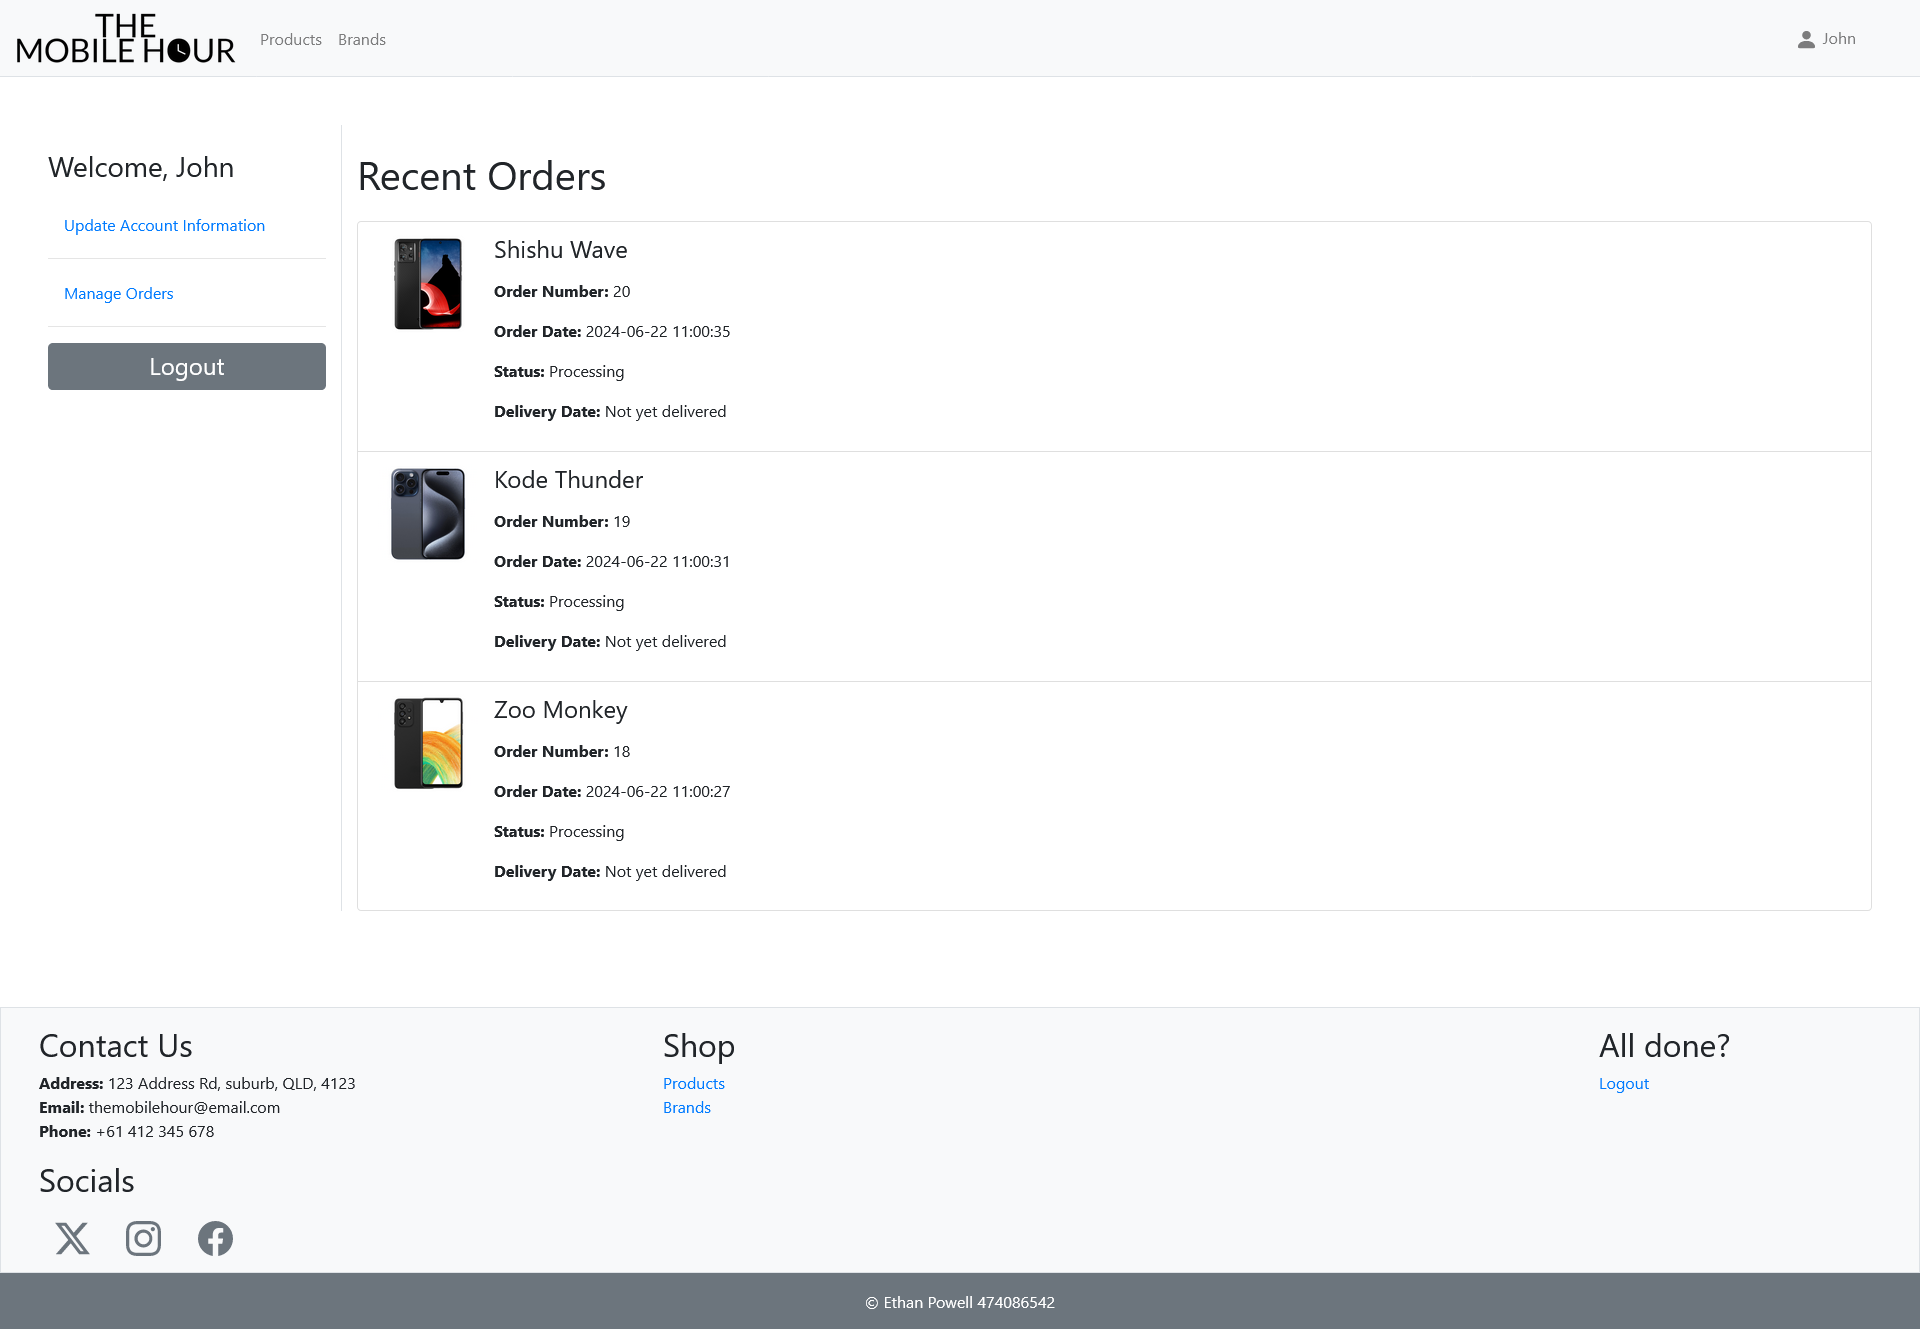 THE
MOBILE HOUR
Products Brands
John
Welcome, John
Update Account Information
Manage Orders
Logout
Recent Orders
Shishu Wave
Order Number: 20
Order Date: 2024-06-22 11:00:35
Status: Processing
Delivery Date: Not yet delivered
Kode Thunder
Order Number: 19
Order Date: 2024-06-22 11:00:31
Status: Processing
Delivery Date: Not yet delivered
Zoo Monkey
Order Number: 18
Order Date: 2024-06-22 11:00:27
Status: Processing
Delivery Date: Not yet delivered
Contact Us
Address: 123 Address Rd, suburb, QLD, 4123
Email: themobilehour@email.com
Phone: +61 412 345 678
Socials
Shop
Products
Brands
All done?
Logout
© Ethan Powell 474086542